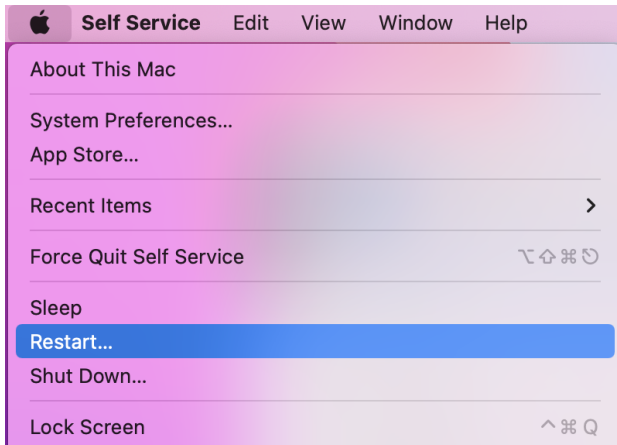 Self Service Edit View Window Help
About This Mac
System Preferences...
App Store...
Recent Items
Force Quit Self Service ⌥⇧⌘⎋
Sleep
Restart...
Shut Down...
Lock Screen ^⌘Q